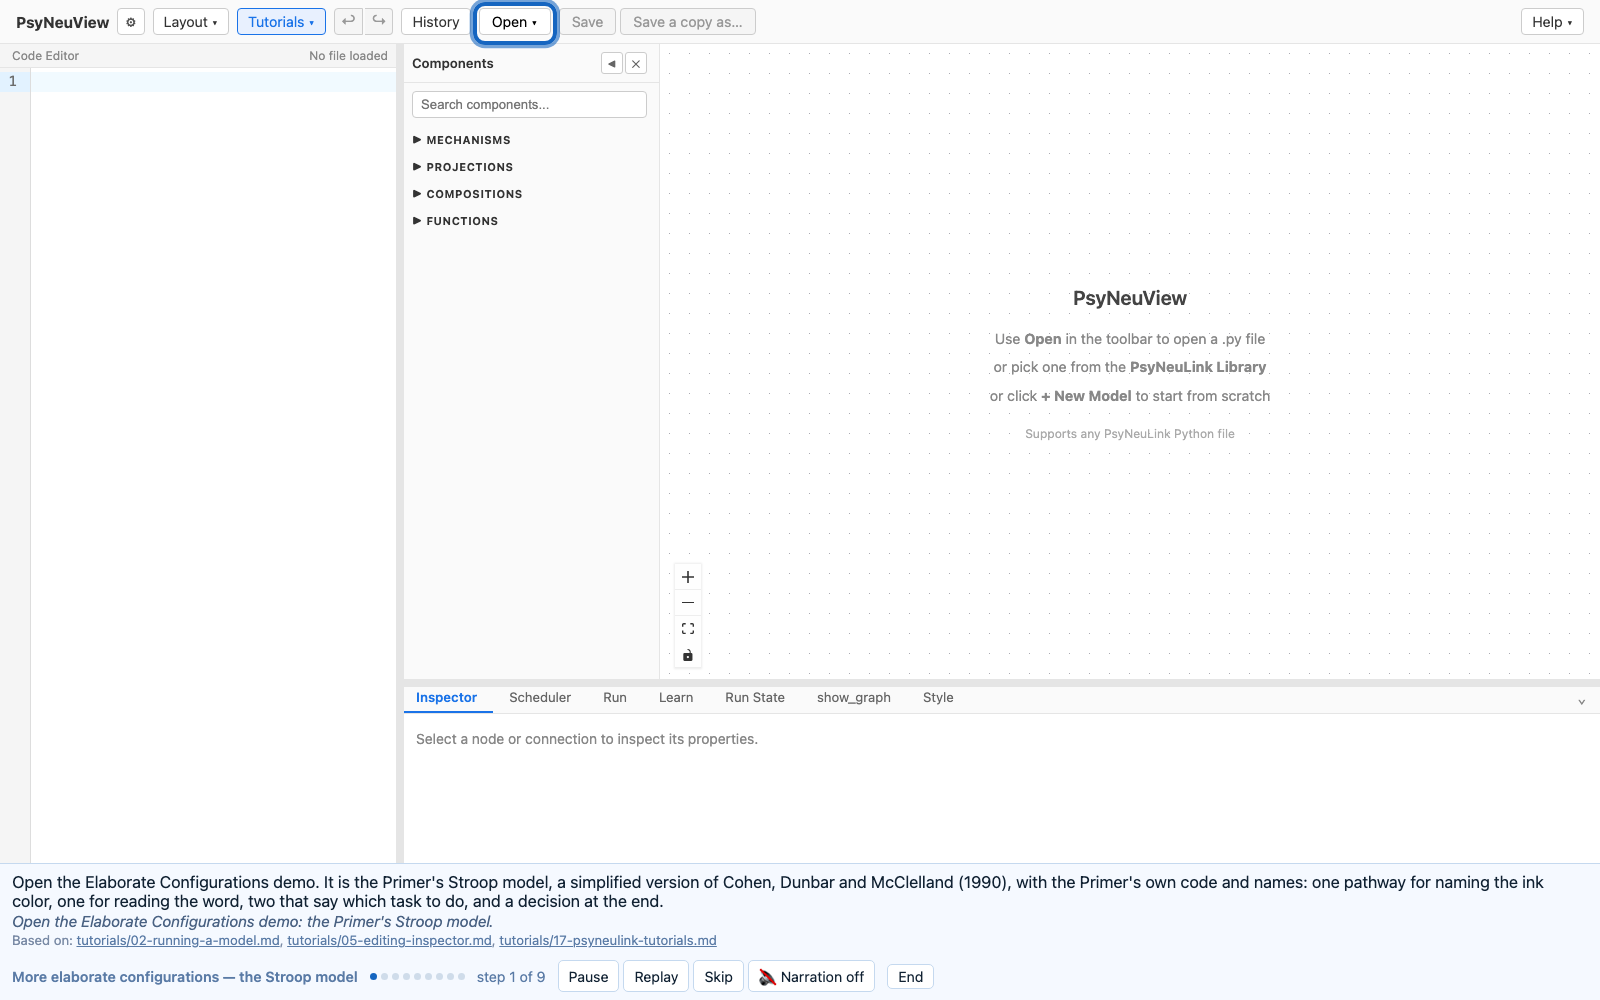 PsyNeuView
Layout
Tutorials
History
Open
Save
Save a copy as...
Help
Code Editor
No file loaded
1
Components
Search components...
MECHANISMS
PROJECTIONS
COMPOSITIONS
FUNCTIONS
PsyNeuView
Use Open in the toolbar to open a .py file
or pick one from the PsyNeuLink Library
or click + New Model to start from scratch
Supports any PsyNeuLink Python file
Inspector
Scheduler
Run
Learn
Run State
show_graph
Style
Select a node or connection to inspect its properties.
Open the Elaborate Configurations demo. It is the Primer's Stroop model, a simplified version of Cohen, Dunbar and McClelland (1990), with the Primer's own code and names: one pathway for naming the ink
color, one for reading the word, two that say which task to do, and a decision at the end.
Open the Elaborate Configurations demo: the Primer's Stroop model.
Based on: tutorials/02-running-a-model.md, tutorials/05-editing-inspector.md, tutorials/17-psyneulink-tutorials.md
More elaborate configurations — the Stroop model
step 1 of 9
Pause
Replay
Skip
Narration off
End